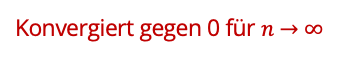 Konvergiert gegen 0 für n → ∞